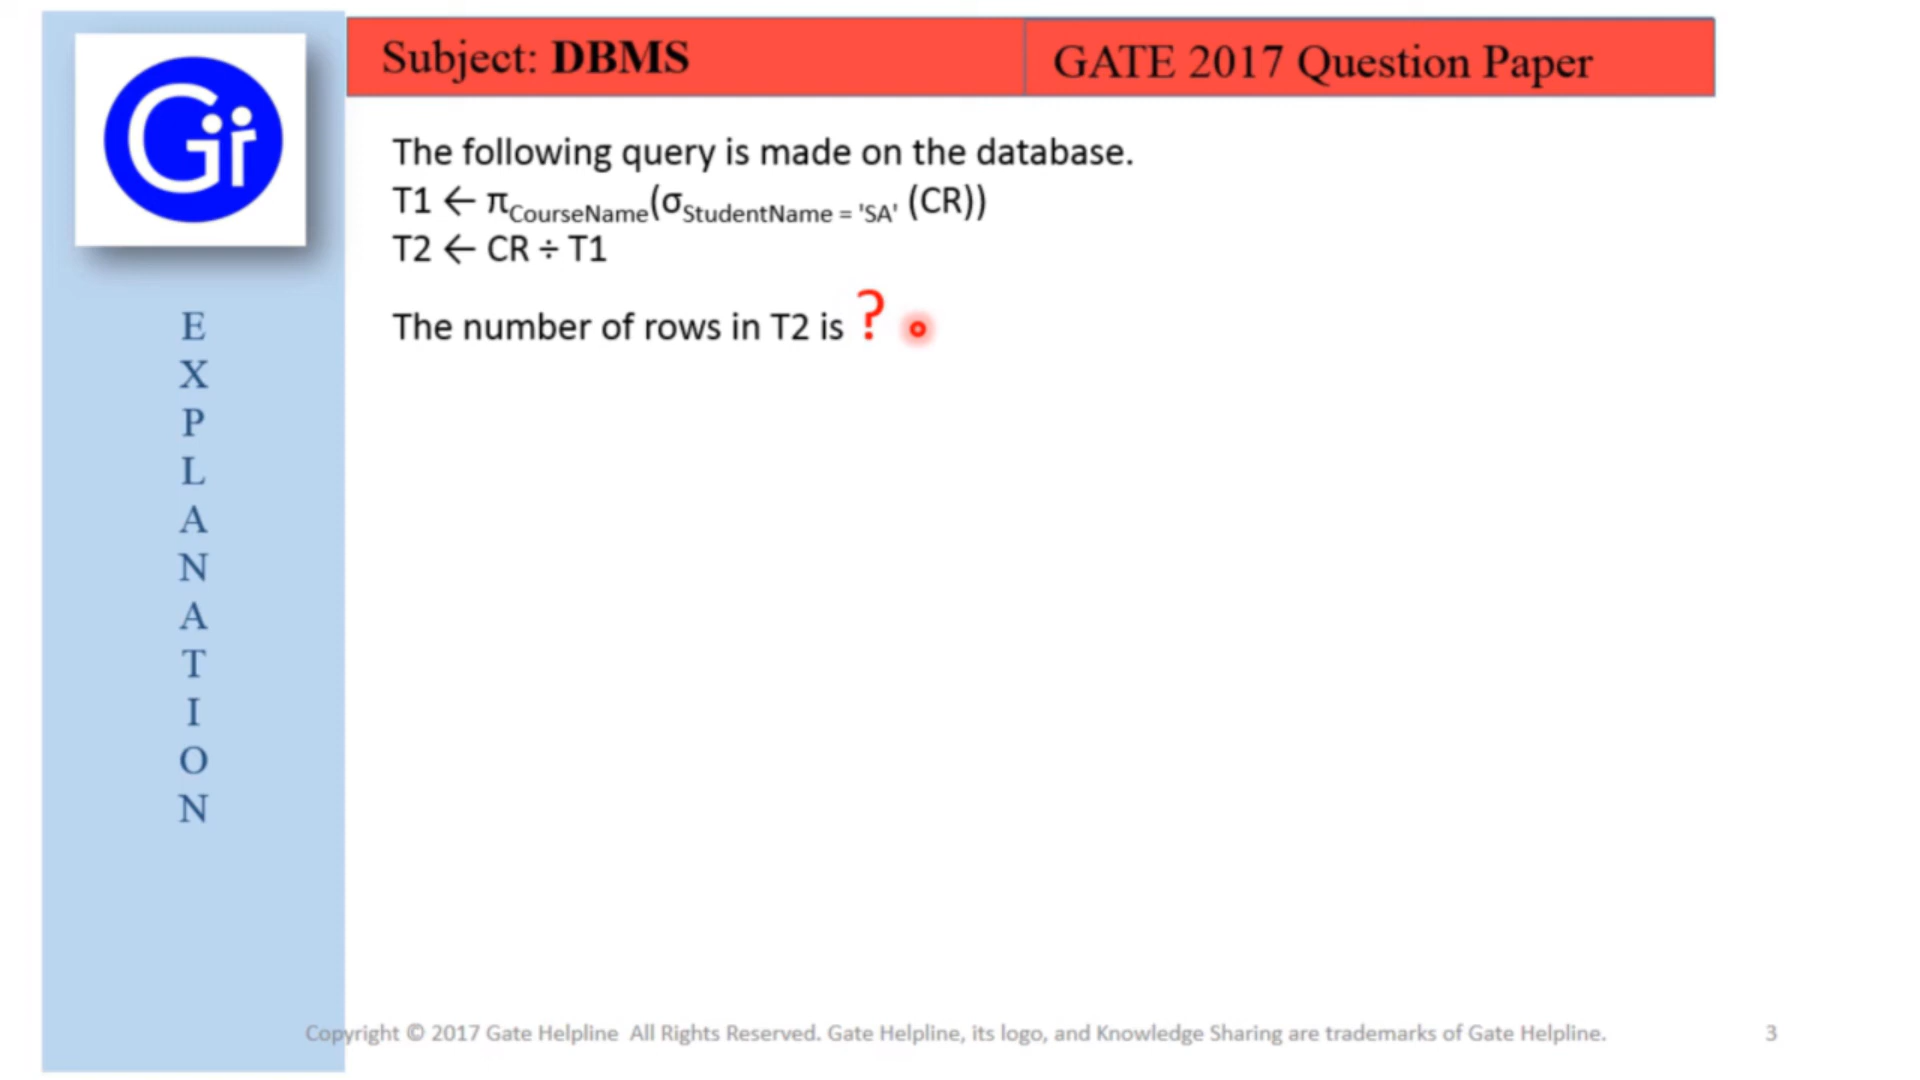 Gf
Subject: DBMS
GATE 2017 Question Paper
The following query is made on the database.
T1 ← πCourseName(σStudentName = 'SA' (CR))
T2 ← CR ÷ T1
The number of rows in T2 is ?
E
X
P
L
A
N
A
T
I
O
N
Copyright © 2017 Gate Helpline All Rights Reserved. Gate Helpline, its logo, and Knowledge Sharing are trademarks of Gate Helpline.
3